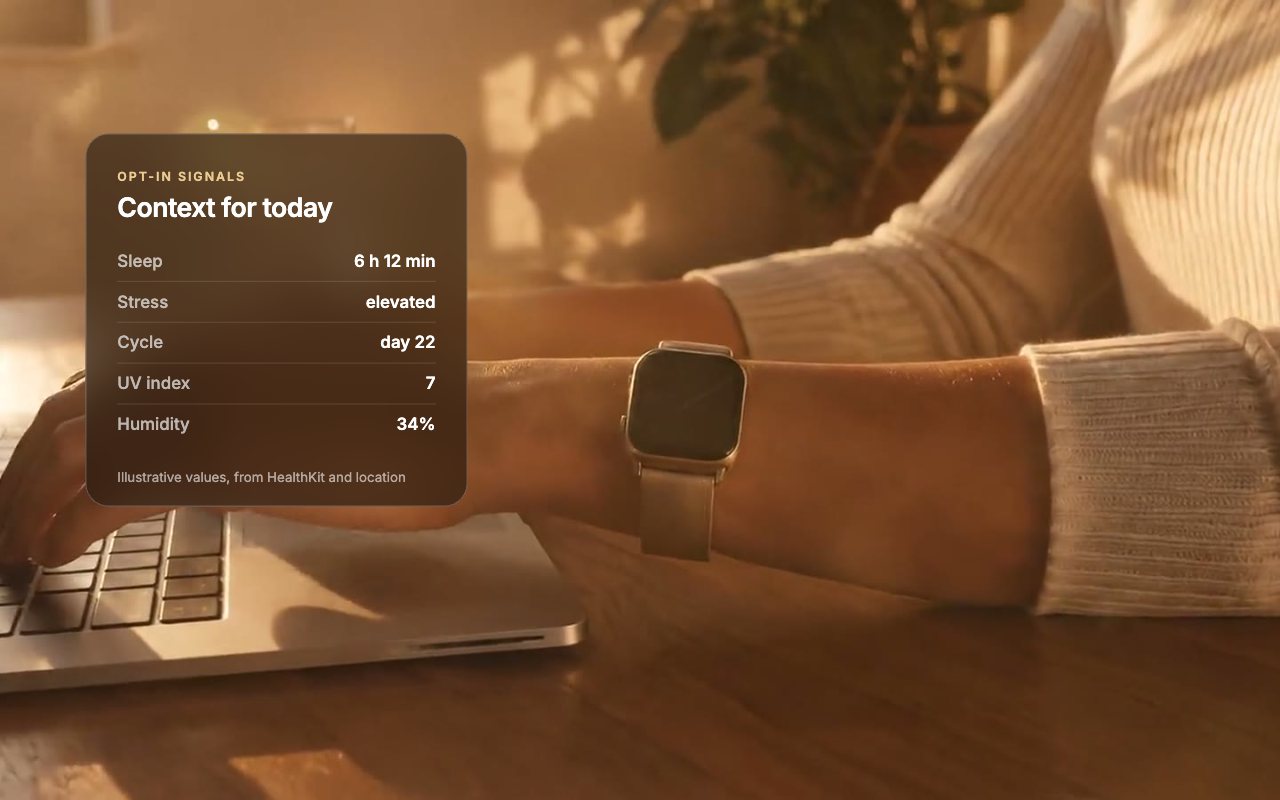 OPT-IN SIGNALS
Context for today
Sleep 6 h 12 min
Stress elevated
Cycle day 22
UV index 7
Humidity 34%
Illustrative values, from HealthKit and location